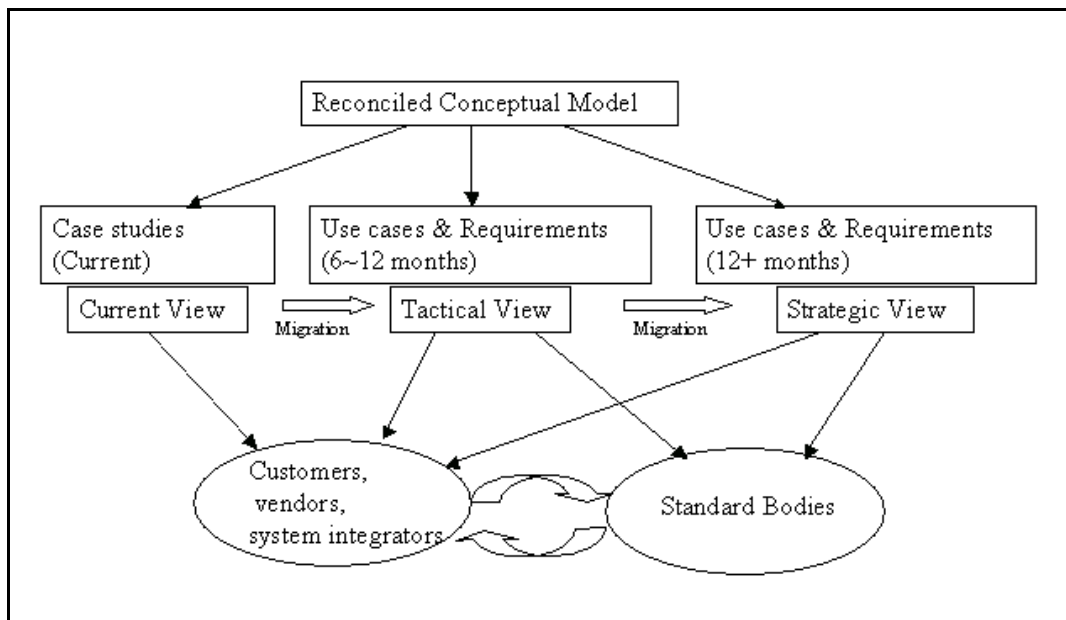 Reconciled Conceptual Model
Case studies
(Current)
Use cases & Requirements
(6~12 months)
Use cases & Requirements
(12+ months)
Current View
Migration
Tactical View
Migration
Strategic View
Customers,
vendors,
system integrators
Standard Bodies